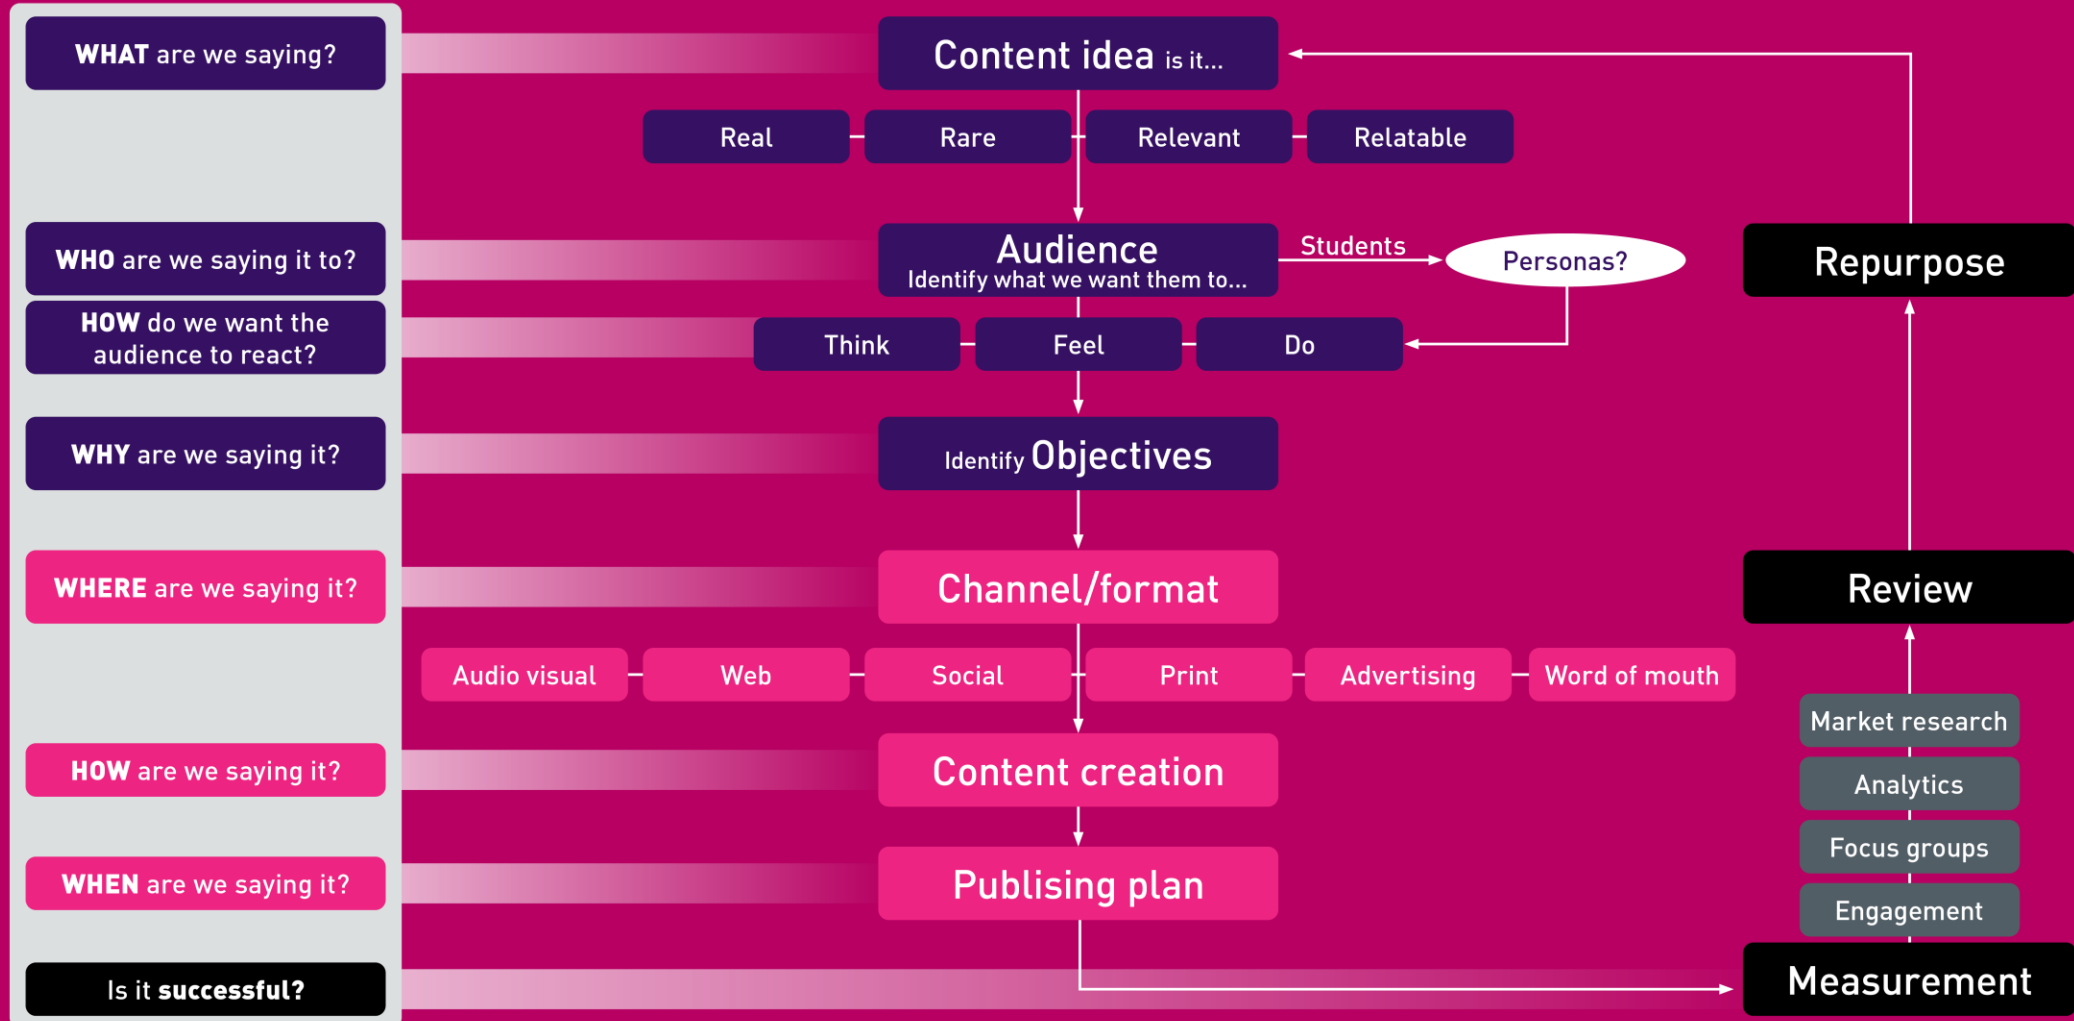 WHAT are we saying?
Content idea is it...
Real
Rare
Relevant
Relatable
WHO are we saying it to?
Audience
Identify what we want them to...
Students
Personas?
Repurpose
HOW do we want the
audience to react?
Think
Feel
Do
WHY are we saying it?
Identify Objectives
WHERE are we saying it?
Channel/format
Review
Audio visual
Web
Social
Print
Advertising
Word of mouth
Market research
HOW are we saying it?
Content creation
Analytics
Focus groups
WHEN are we saying it?
Publising plan
Engagement
Is it successful?
Measurement